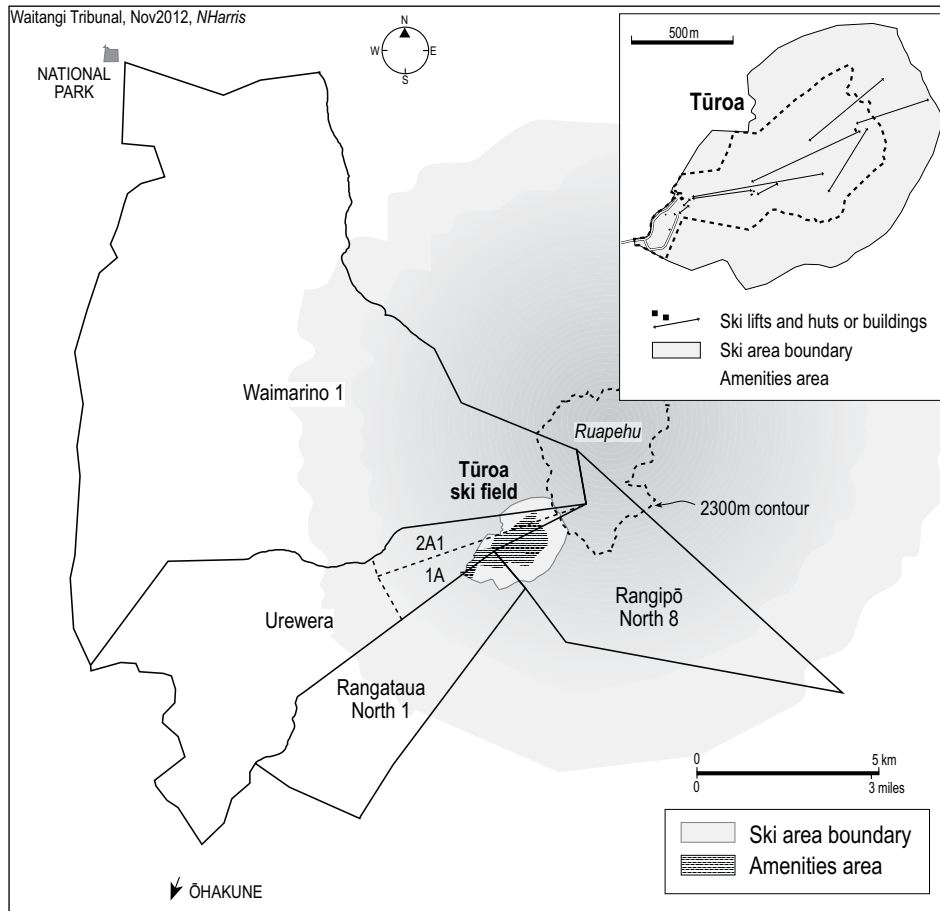 Waitangi Tribunal, Nov2012, NHarris
N
W E
S
NATIONAL
PARK
500 m
Tūroa
Ski lifts and huts or buildings
Ski area boundary
Amenities area
Waimarino 1
Ruapehu
Tūroa
ski field
2300m contour
2A1
1A
Rangipō
North 8
Urewera
Rangataua
North 1
0 5 km
0 3 miles
Ski area boundary
Amenities area
ŌHAKUNE